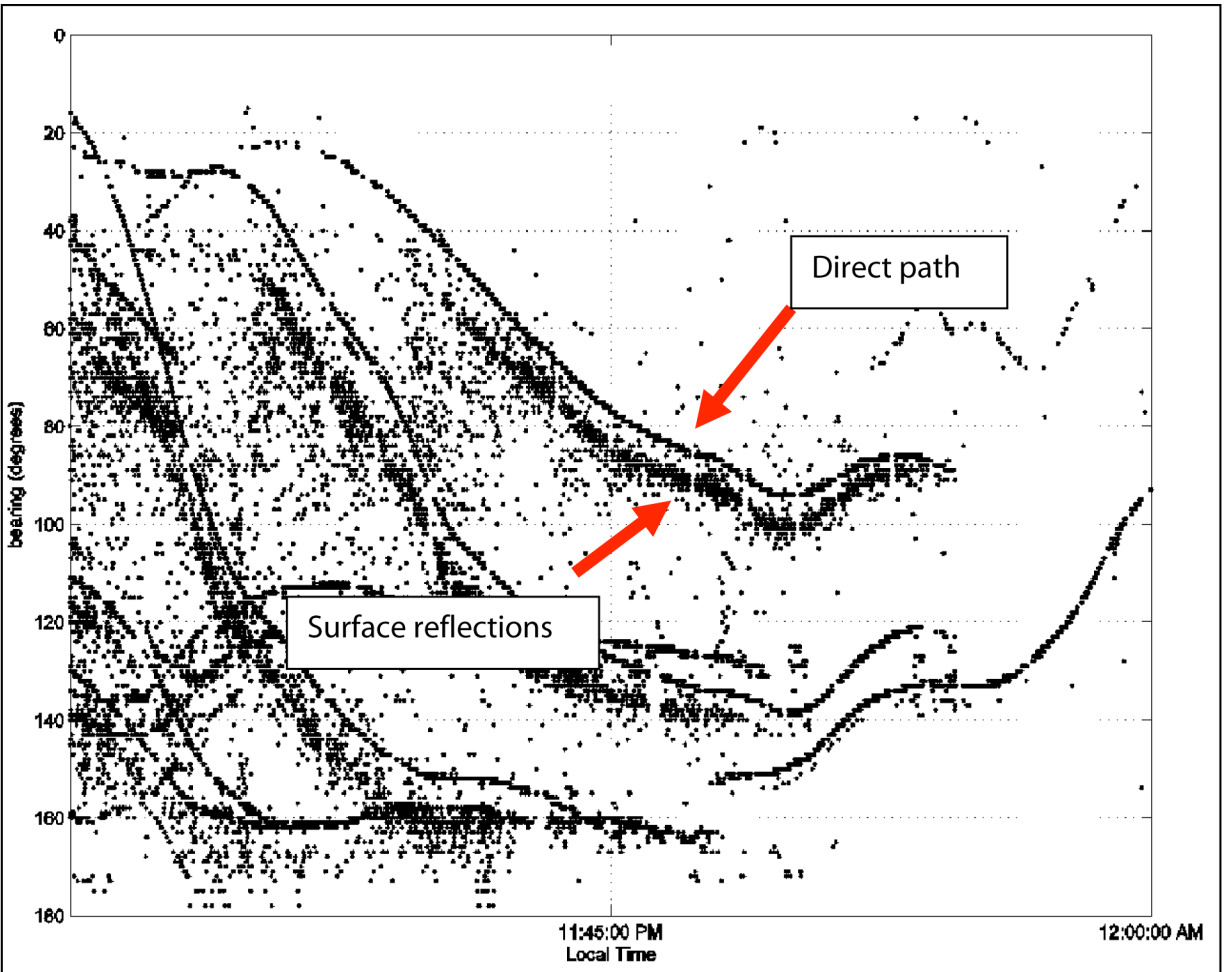 0
20
40
60
80
100
120
140
160
180
bearing (degrees)
Direct path
Surface reflections
11:45:00 PM
12:00:00 AM
Local Time